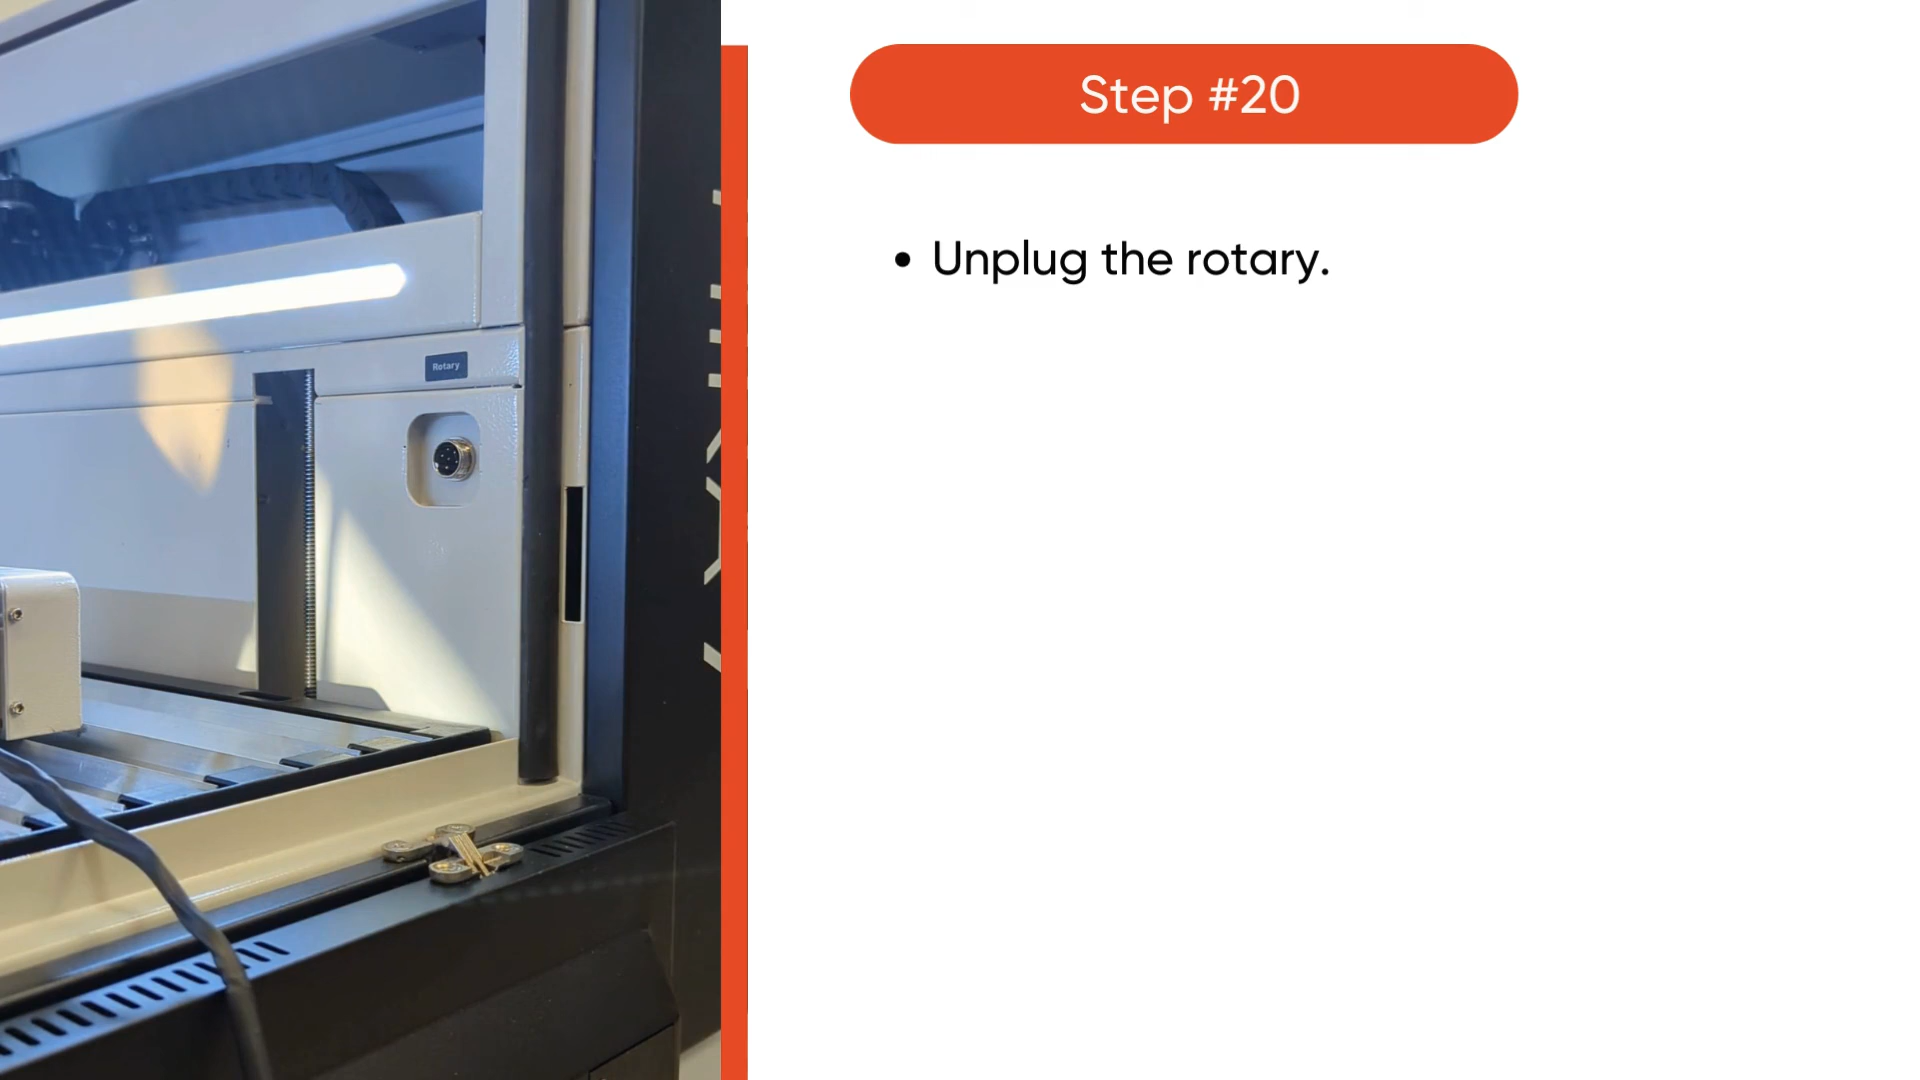 Step #20
• Unplug the rotary.
Rotary